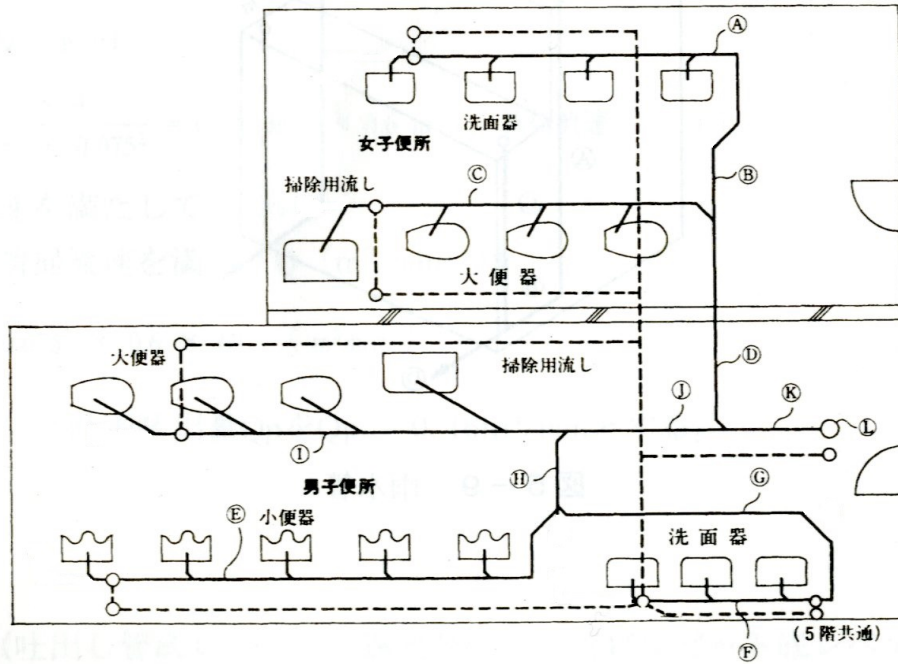 Ⓐ
洗面器
女子便所
Ⓑ
掃除用流し
Ⓒ
大便器
大便器
掃除用流し
Ⓓ
Ⓙ
Ⓚ
Ⓛ
Ⓘ
男子便所
Ⓗ
Ⓖ
Ⓔ
小便器
洗面器
(5階共通)
Ⓕ